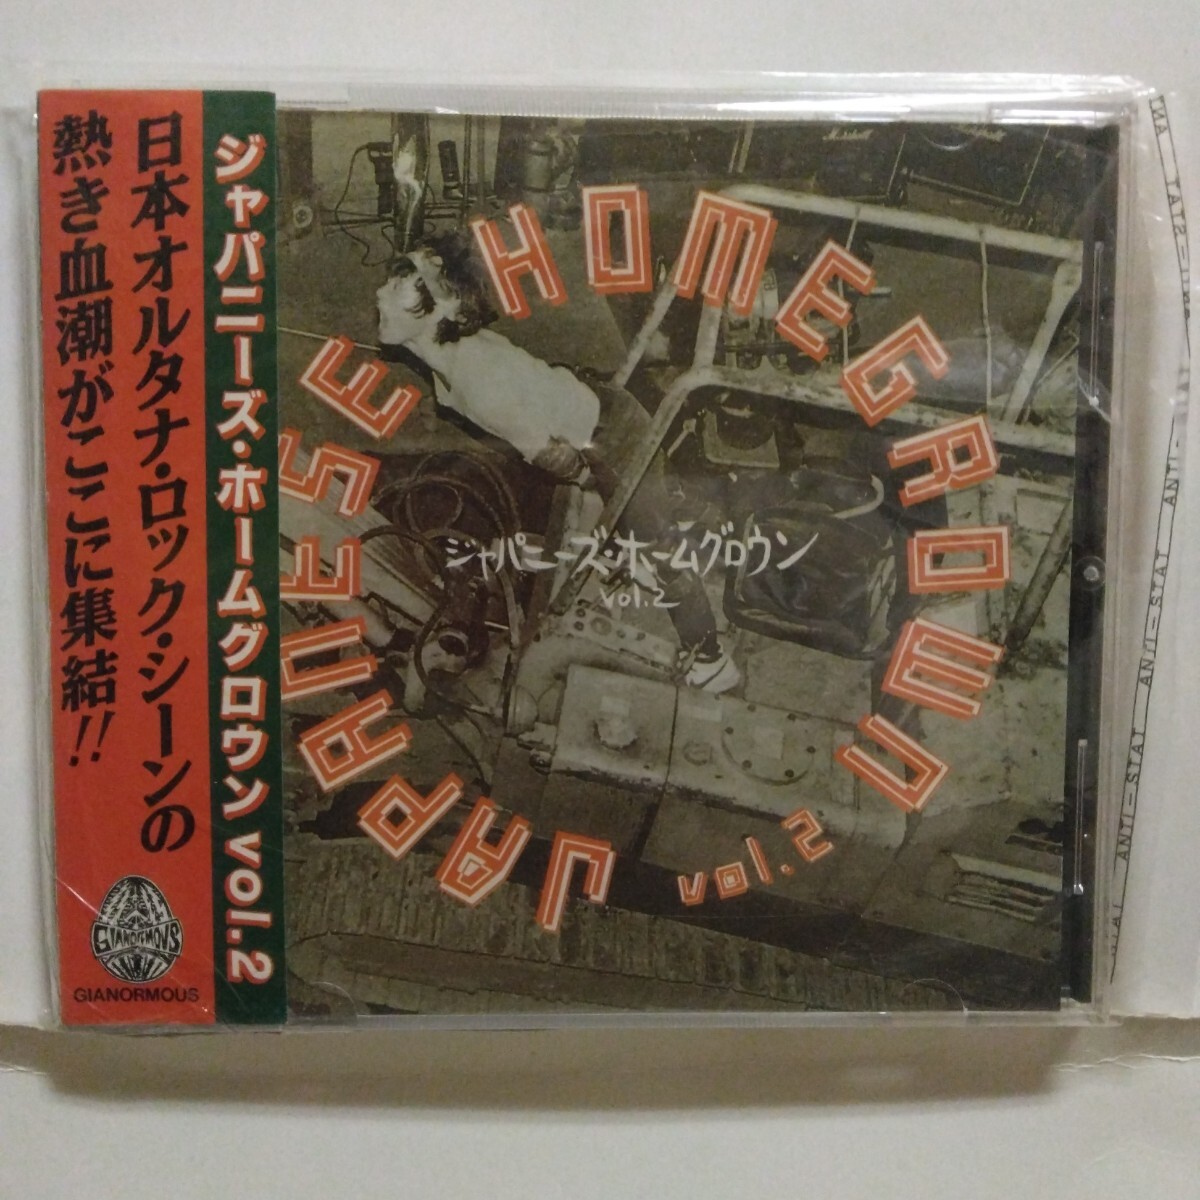 ジャパニーズ・ホームグロウン vol.2
日本オルタナ・ロック・シーンの
熱き血潮がここに集結!!
GIANORMOUS
GIANORMOUS
JAPANESE HOMEGROWN vol.2
ジャパニーズ・ホームグロウン
vol.2
Marshall
ANTI-STAT
ANTI-STAT
ANTI-STAT